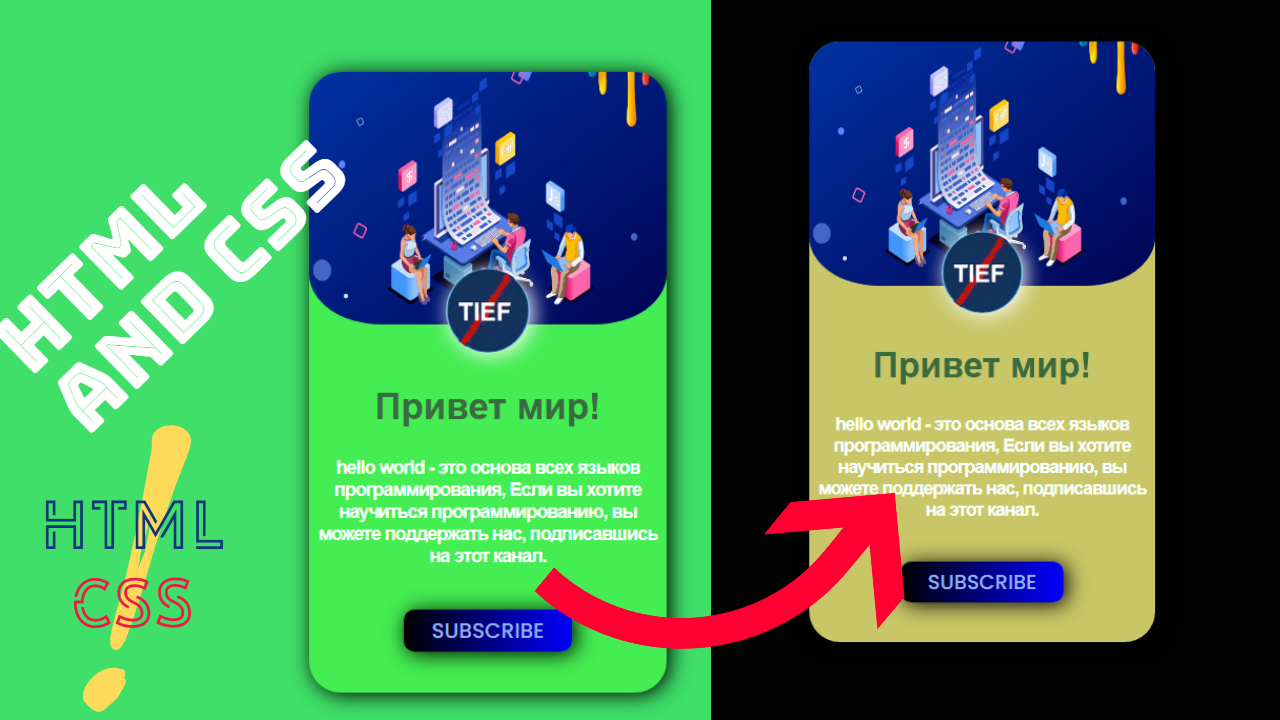 HTML
AND CSS
HTML
CSS
TIEF
Привет мир!
hello world - это основа всех языков
программирования, Если вы хотите
научиться программированию, вы
можете поддержать нас, подписавшись
на этот канал.
SUBSCRIBE
TIEF
Привет мир!
hello world - это основа всех языков
программирования, Если вы хотите
научиться программированию, вы
можете поддержать нас, подписавшись
на этот канал.
SUBSCRIBE